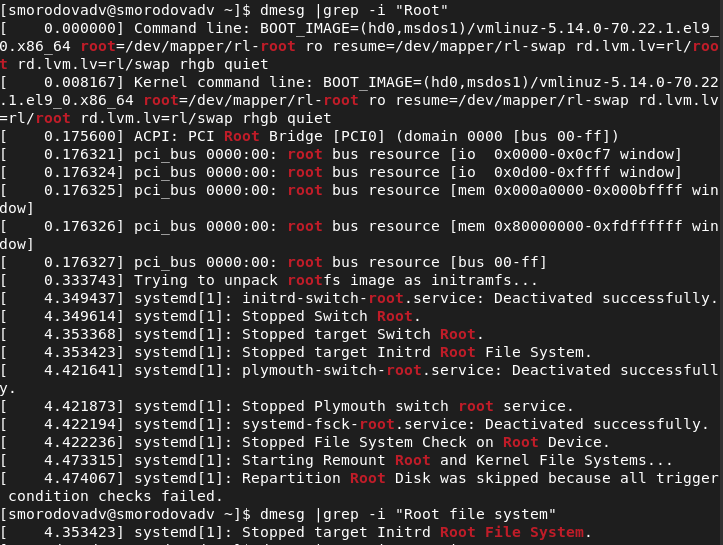 [smorodovadv@smorodovadv ~]$ dmesg |grep -i "Root"
[    0.000000] Command line: BOOT_IMAGE=(hd0,msdos1)/vmlinuz-5.14.0-70.22.1.el9_
0.x86_64 root=/dev/mapper/rl-root ro resume=/dev/mapper/rl-swap rd.lvm.lv=rl/roo
t rd.lvm.lv=rl/swap rhgb quiet
[    0.008167] Kernel command line: BOOT_IMAGE=(hd0,msdos1)/vmlinuz-5.14.0-70.22
.1.el9_0.x86_64 root=/dev/mapper/rl-root ro resume=/dev/mapper/rl-swap rd.lvm.lv
=rl/root rd.lvm.lv=rl/swap rhgb quiet
[    0.175600] ACPI: PCI Root Bridge [PCI0] (domain 0000 [bus 00-ff])
[    0.176321] pci_bus 0000:00: root bus resource [io  0x0000-0x0cf7 window]
[    0.176324] pci_bus 0000:00: root bus resource [io  0x0d00-0xffff window]
[    0.176325] pci_bus 0000:00: root bus resource [mem 0x000a0000-0x000bffff win
dow]
[    0.176326] pci_bus 0000:00: root bus resource [mem 0x80000000-0xfdffffff win
dow]
[    0.176327] pci_bus 0000:00: root bus resource [bus 00-ff]
[    0.333743] Trying to unpack rootfs image as initramfs...
[    4.349437] systemd[1]: initrd-switch-root.service: Deactivated successfully.
[    4.349614] systemd[1]: Stopped Switch Root.
[    4.353368] systemd[1]: Stopped target Switch Root.
[    4.353423] systemd[1]: Stopped target Initrd Root File System.
[    4.421641] systemd[1]: plymouth-switch-root.service: Deactivated successfull
y.
[    4.421873] systemd[1]: Stopped Plymouth switch root service.
[    4.422194] systemd[1]: systemd-fsck-root.service: Deactivated successfully.
[    4.422236] systemd[1]: Stopped File System Check on Root Device.
[    4.473315] systemd[1]: Starting Remount Root and Kernel File Systems...
[    4.474067] systemd[1]: Repartition Root Disk was skipped because all trigger
 condition checks failed.
[smorodovadv@smorodovadv ~]$ dmesg |grep -i "Root file system"
[    4.353423] systemd[1]: Stopped target Initrd Root File System.